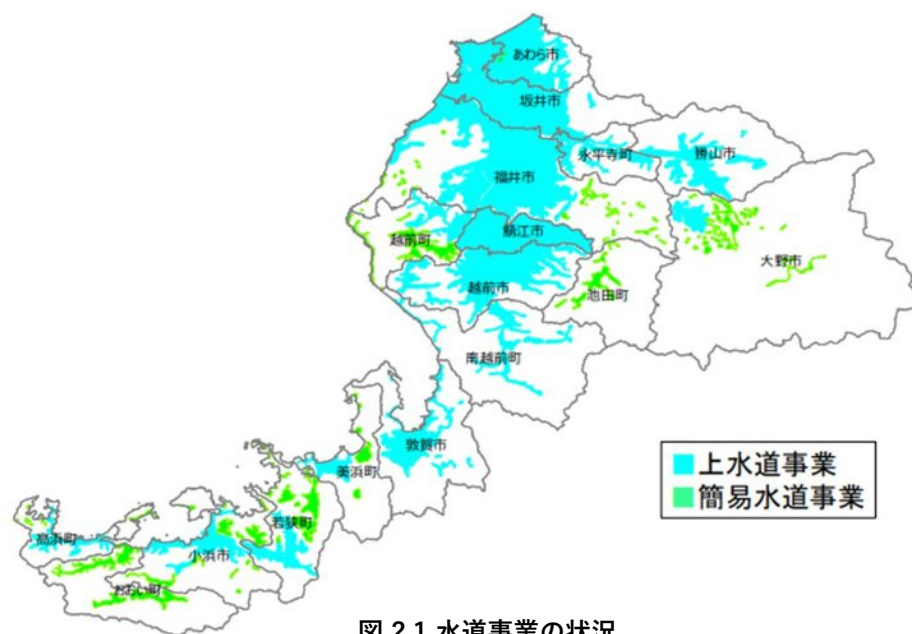 あわら市
坂井市
永平寺町
勝山市
福井市
鯖江市
越前町
大野市
越前市
池田町
南越前町
敦賀市
美浜町
若狭町
高浜町
小浜市
おおい町
上水道事業
簡易水道事業
図 2.1 水道事業の状況